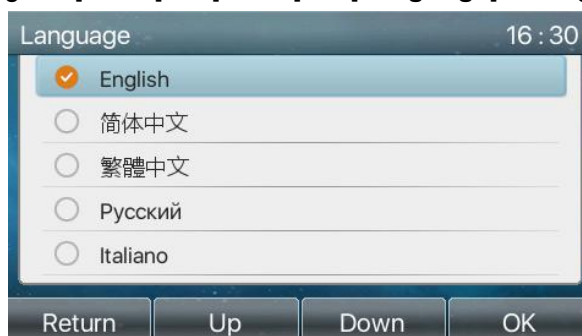 Language 16:30
English
简体中文
繁體中文
Русский
Italiano
Return Up Down OK